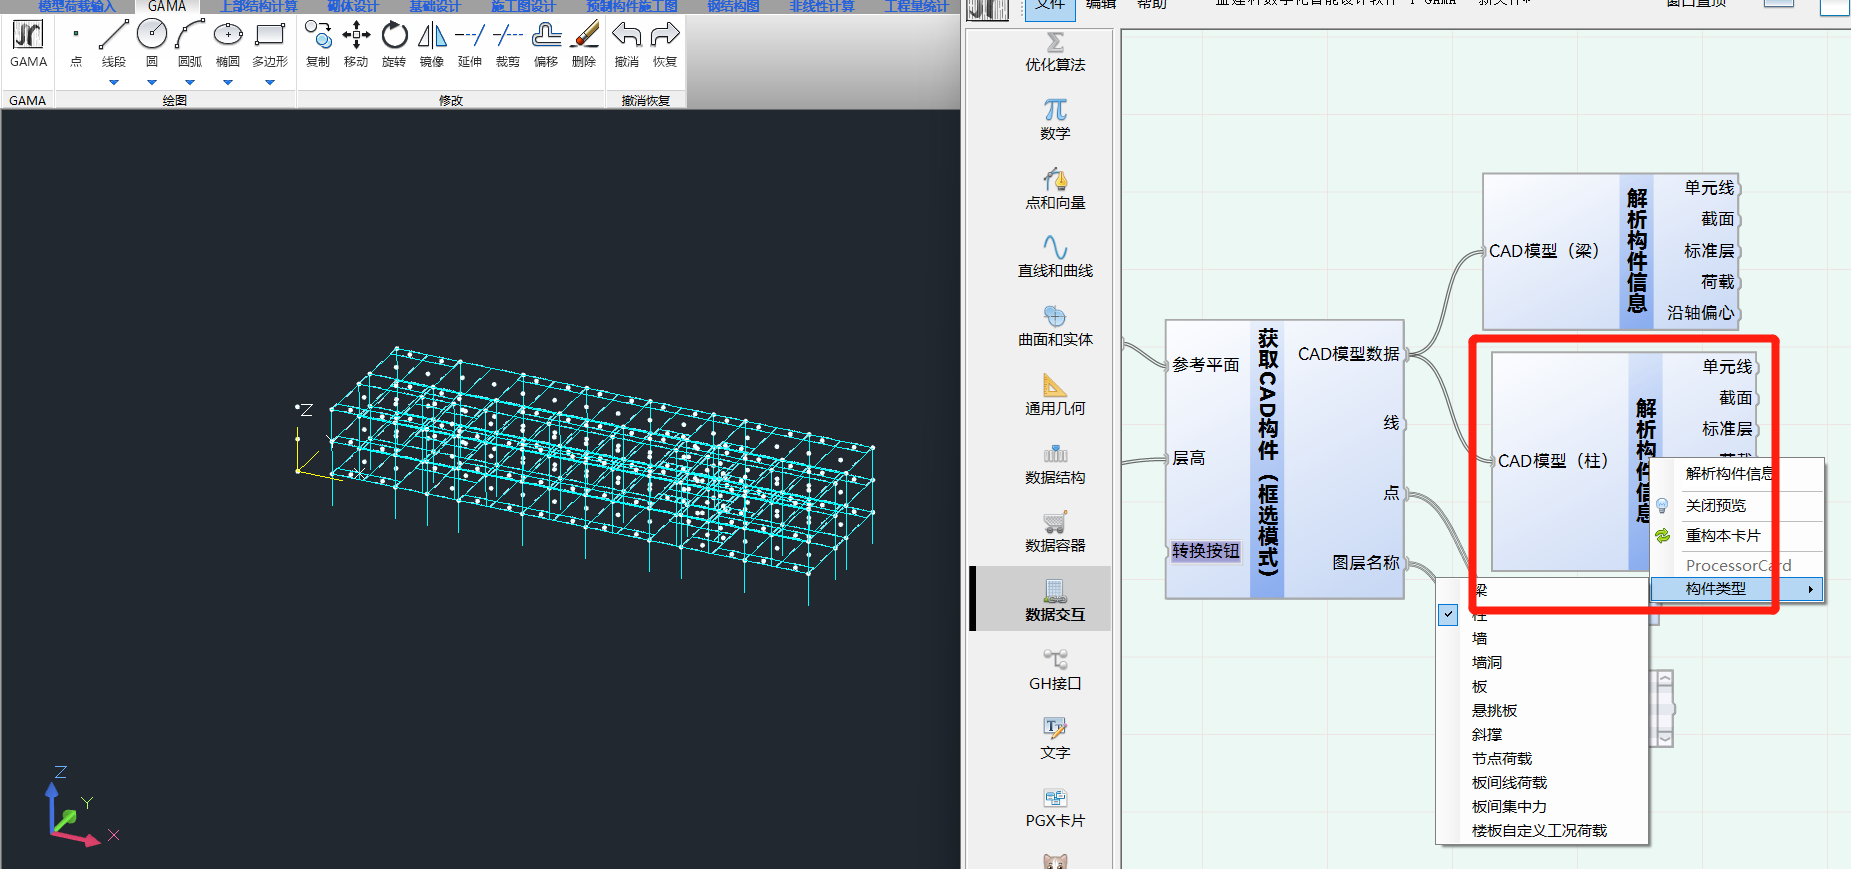 模型荷载输入 GAMA 上部结构计算 砌体设计 基础设计 施工图设计 预制构件施工图 钢结构图 非线性计算 工程量统计
GAMA 点 线段 圆 圆弧 椭圆 多边形 复制 移动 旋转 镜像 延伸 裁剪 偏移 删除 撤消 恢复
GAMA 绘图 修改 撤消恢复
Z
Z
Y
X
文件 编辑 帮助
盈建科数字化智能设计软件 窗口置顶
优化算法
数学
点和向量
直线和曲线
曲面和实体
通用几何
数据结构
数据容器
数据交互
GH接口
文字
PGX卡片
参考平面
层高
转换按钮
获取CAD构件（框选模式）
CAD模型数据
线
点
图层名称
CAD模型（梁）
解析构件信息
单元线
截面
标准层
荷载
沿轴偏心
CAD模型（柱）
解析构件信息
单元线
截面
标准层
荷载
解析构件信息
关闭预览
重构本卡片
ProcessorCard
构件类型
梁
柱
墙
墙洞
板
悬挑板
斜撑
节点荷载
板间线荷载
板间集中力
楼板自定义工况荷载